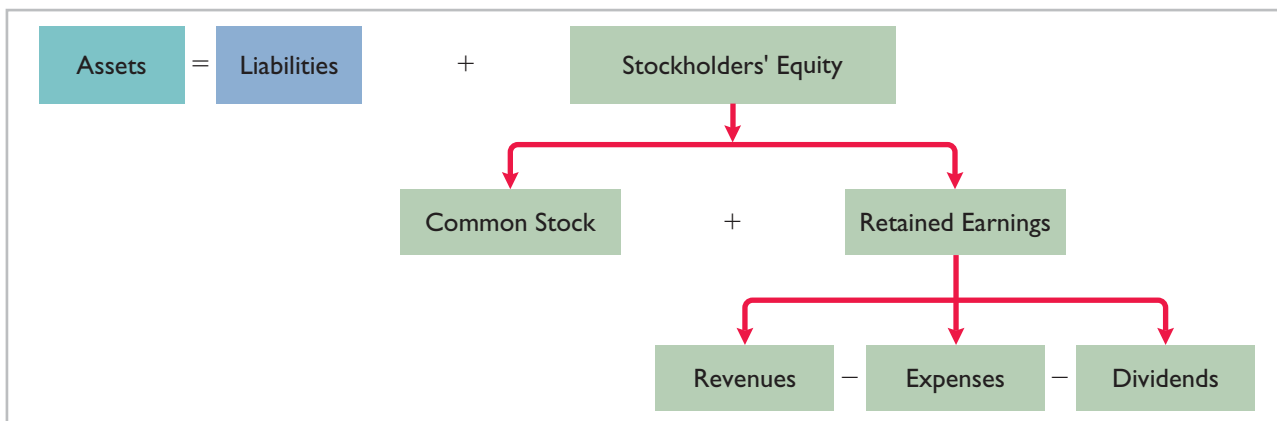 Assets = Liabilities + Stockholders' Equity
Common Stock + Retained Earnings
Revenues – Expenses – Dividends